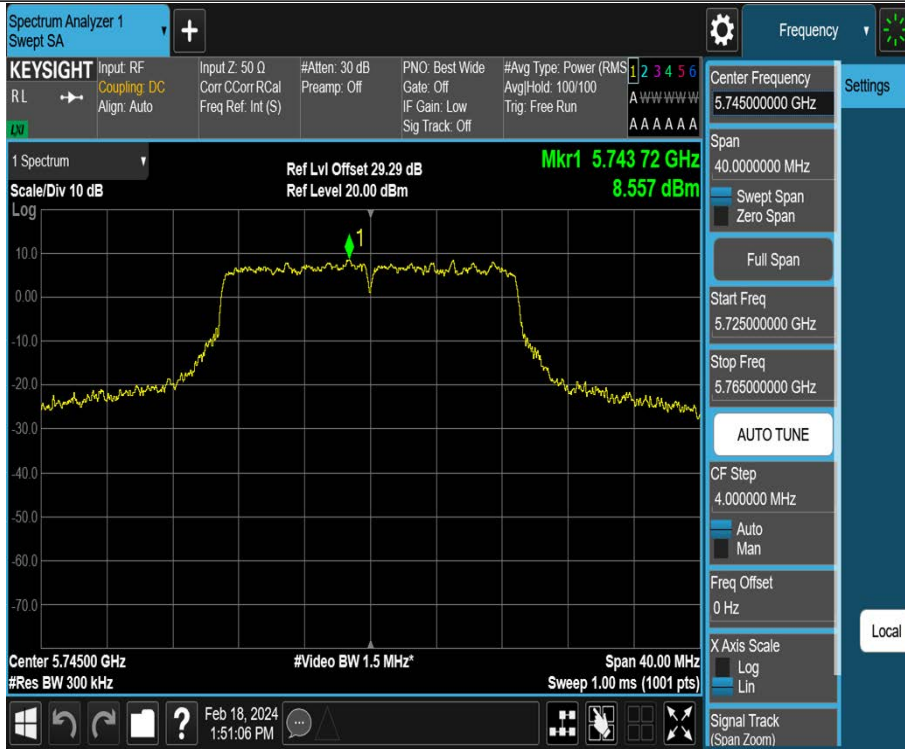 Spectrum Analyzer 1
Swept SA
+
Frequency
KEYSIGHT
RL
LXI
Input: RF
Coupling: DC
Align: Auto
Input Z: 50 Ω
Corr CCorr RCal
Freq Ref: Int (S)
#Atten: 30 dB
Preamp: Off
PNO: Best Wide
Gate: Off
IF Gain: Low
Sig Track: Off
#Avg Type: Power (RMS
Avg|Hold: 100/100
Trig: Free Run
1 2 3 4 5 6
A W W W W W
A A A A A A
1 Spectrum
Scale/Div 10 dB
Log
Ref Lvl Offset 29.29 dB
Ref Level 20.00 dBm
Mkr1 5.743 72 GHz
8.557 dBm
1
10.0
0.00
-10.0
-20.0
-30.0
-40.0
-50.0
-60.0
-70.0
Center 5.74500 GHz
#Res BW 300 kHz
#Video BW 1.5 MHz*
Span 40.00 MHz
Sweep 1.00 ms (1001 pts)
Center Frequency
5.745000000 GHz
Span
40.0000000 MHz
Swept Span
Zero Span
Full Span
Start Freq
5.725000000 GHz
Stop Freq
5.765000000 GHz
AUTO TUNE
CF Step
4.000000 MHz
Auto
Man
Freq Offset
0 Hz
X Axis Scale
Log
Lin
Signal Track
(Span Zoom)
Settings
Local
?
Feb 18, 2024
1:51:06 PM